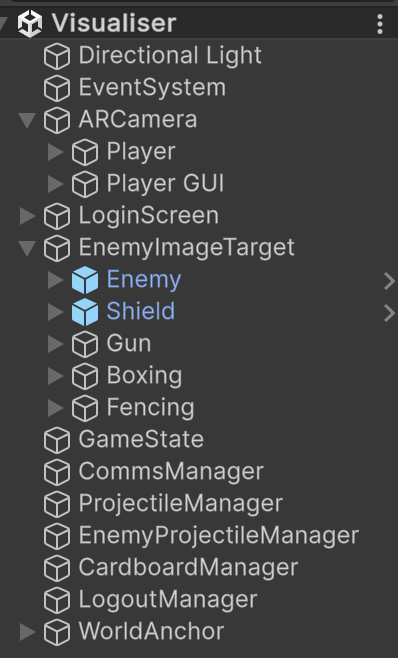 Visualiser
Directional Light
EventSystem
ARCamera
Player
Player GUI
LoginScreen
EnemyImageTarget
Enemy
Shield
Gun
Boxing
Fencing
GameState
CommsManager
ProjectileManager
EnemyProjectileManager
CardboardManager
LogoutManager
WorldAnchor